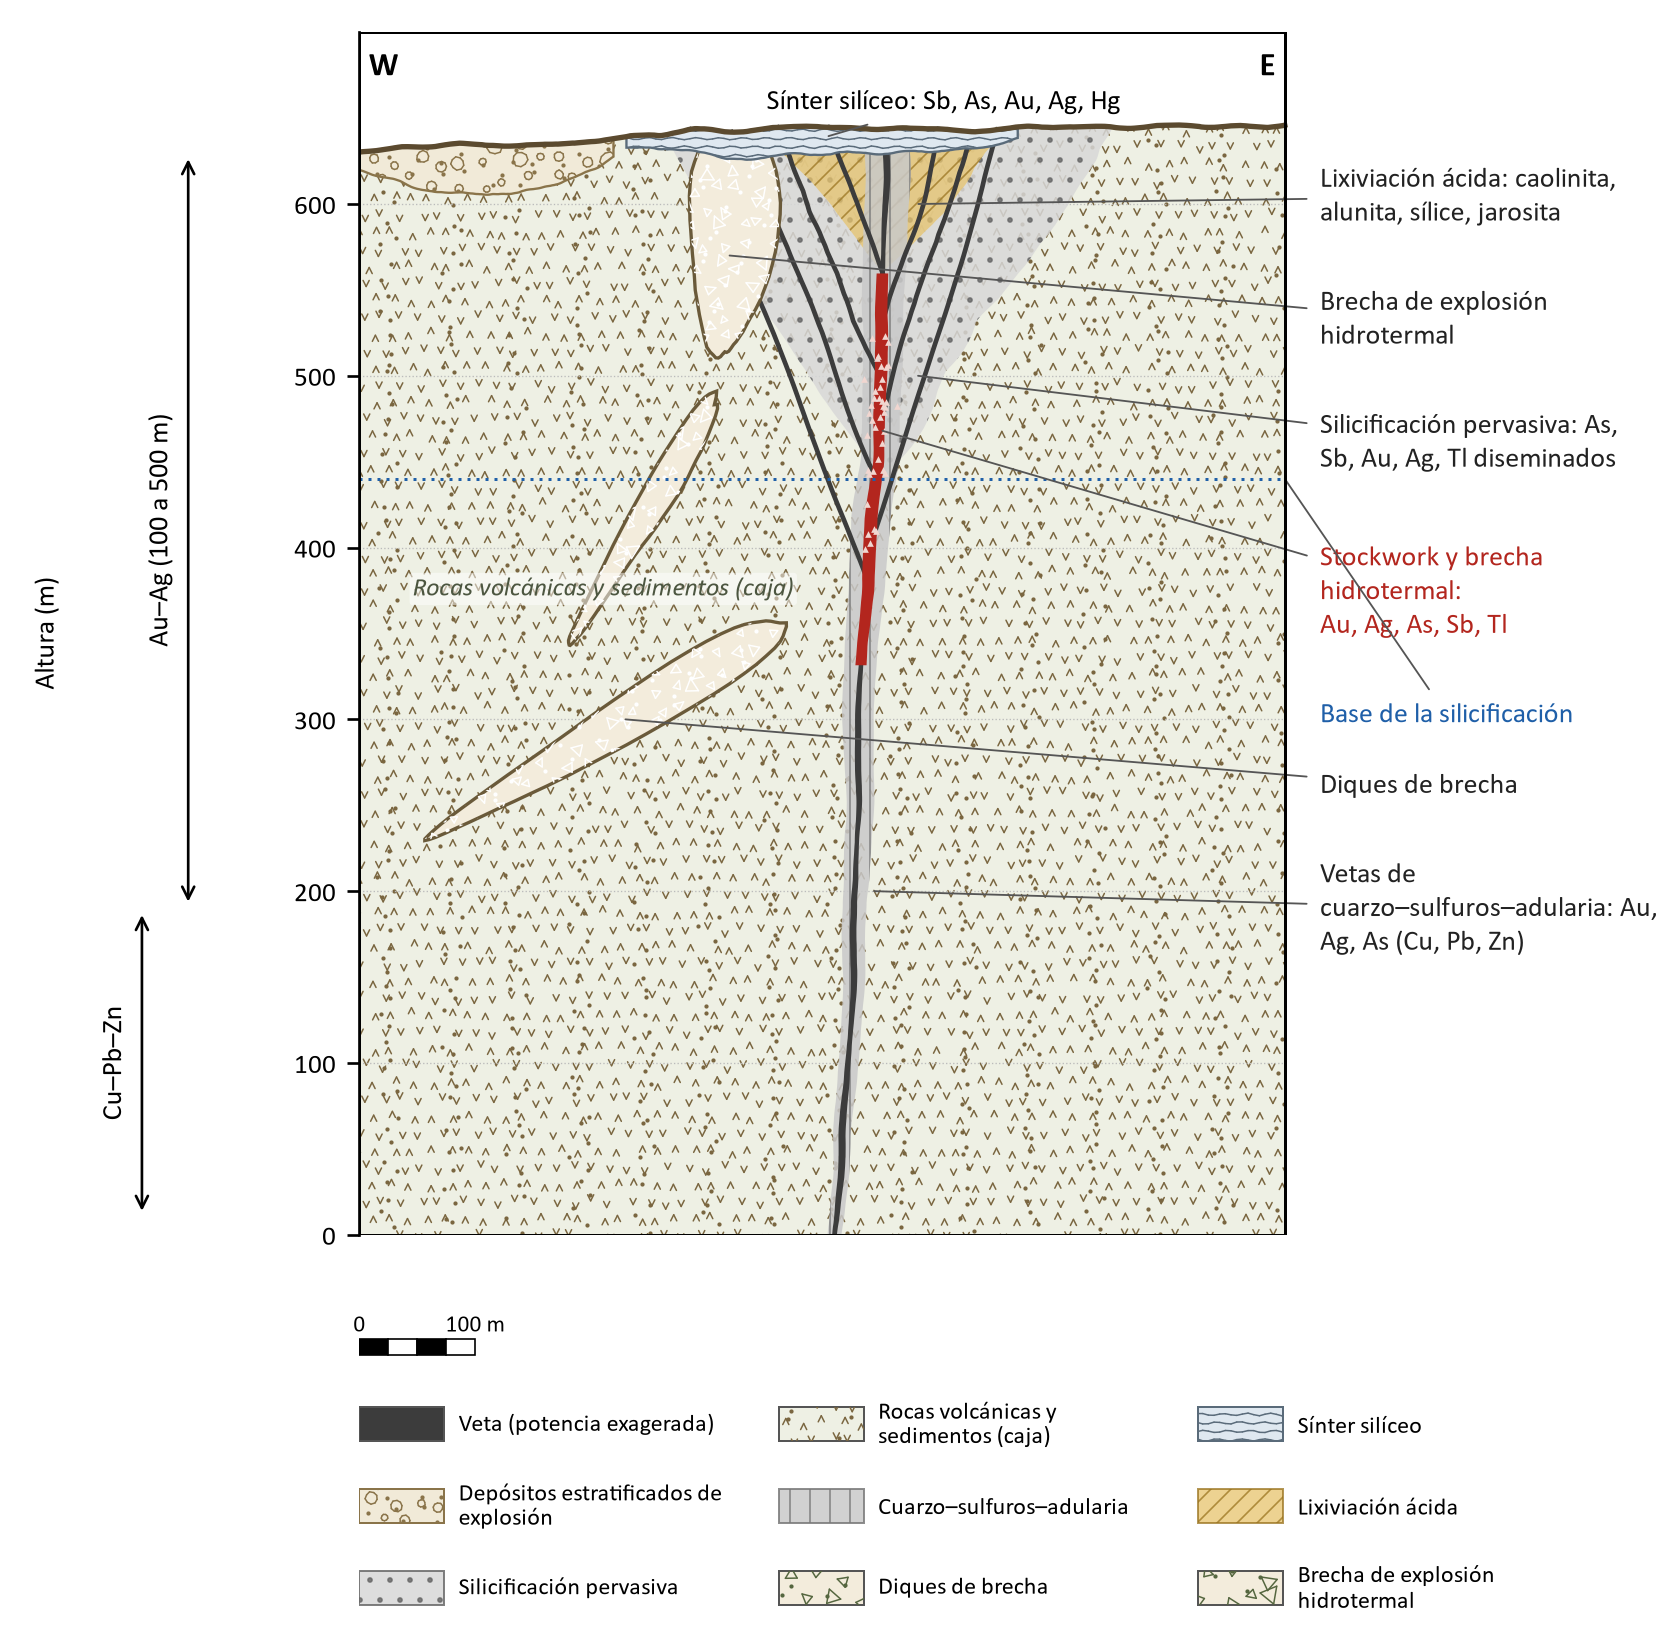 W
E
Sínter silíceo: Sb, As, Au, Ag, Hg
Altura (m)
Au–Ag (100 a 500 m)
Cu–Pb–Zn
600
500
400
300
200
100
0
Rocas volcánicas y sedimentos (caja)
Lixiviación ácida: caolinita,
alunita, sílice, jarosita
Brecha de explosión
hidrotermal
Silicificación pervasiva: As,
Sb, Au, Ag, Tl diseminados
Stockwork y brecha
hidrotermal:
Au, Ag, As, Sb, Tl
Base de la silicificación
Diques de brecha
Vetas de
cuarzo–sulfuros–adularia: Au,
Ag, As (Cu, Pb, Zn)
0 100 m
Veta (potencia exagerada)
Rocas volcánicas y
sedimentos (caja)
Sínter silíceo
Depósitos estratificados de
explosión
Cuarzo–sulfuros–adularia
Lixiviación ácida
Silicificación pervasiva
Diques de brecha
Brecha de explosión
hidrotermal